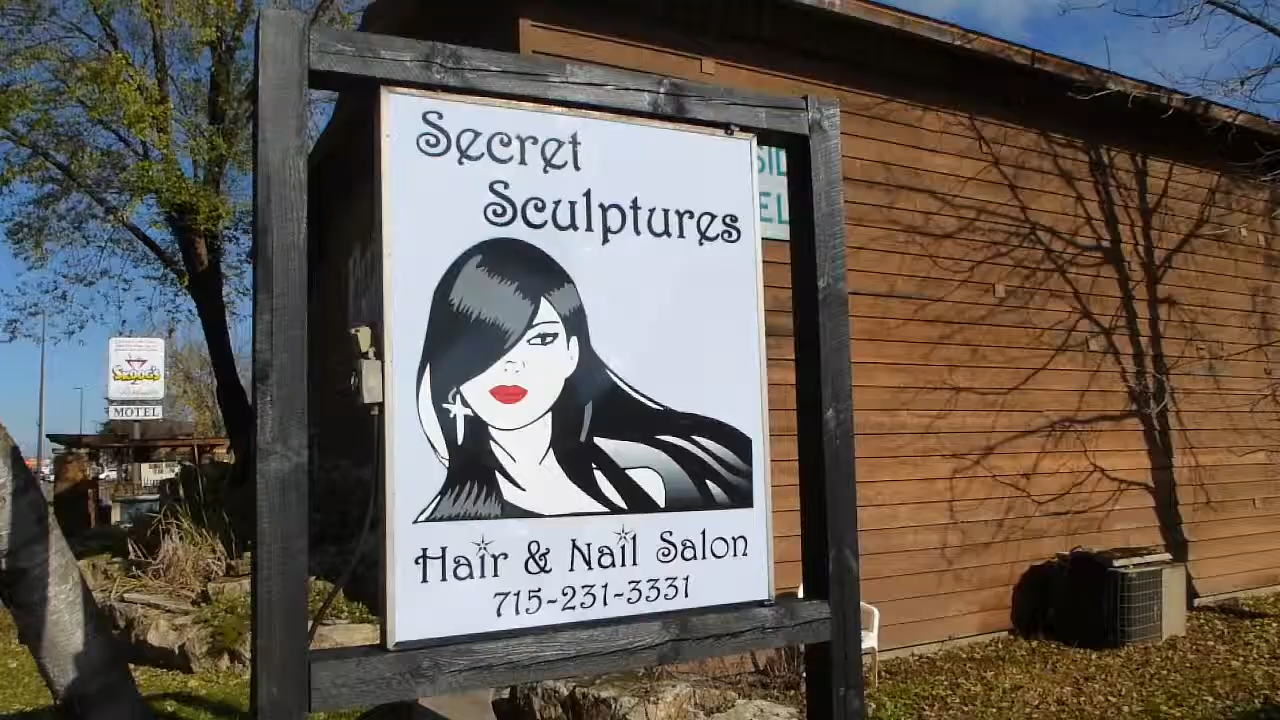 Secret
Sculptures
Hair & Nail Salon
715-231-3331
MOTEL